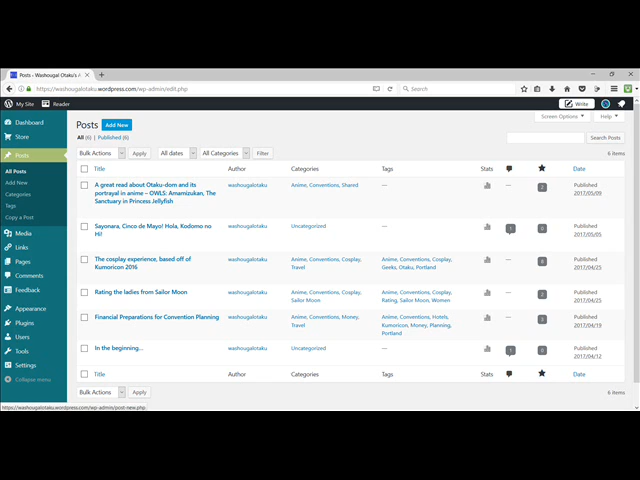 Posts ‹ Washougal Otaku's A
https://washougalotaku.wordpress.com/wp-admin/edit.php
Search
My Site
Reader
Write
Dashboard
Store
Posts
All Posts
Add New
Categories
Tags
Copy a Post
Media
Links
Pages
Comments
Feedback
Appearance
Plugins
Users
Tools
Settings
Collapse menu
Screen Options
Help
Posts Add New
All (6) | Published (6)
Search Posts
Bulk Actions Apply All dates All Categories Filter
6 items
Title Author Categories Tags Stats Date
A great read about Otaku-dom and its
portrayal in anime – OWLS: Amamizukan, The
Sanctuary in Princess Jellyfish
washougalotaku
Anime, Conventions, Shared
—
—
2
Published
2017/05/09
Sayonara, Cinco de Mayo! Hola, Kodomo no
Hi!
washougalotaku
Uncategorized
—
1
Published
2017/05/05
The cosplay experience, based off of
Kumoricon 2016
washougalotaku
Anime, Conventions, Cosplay,
Travel
Anime, Conventions, Cosplay,
Geeks, Otaku, Portland
—
Published
2017/04/25
Rating the ladies from Sailor Moon
washougalotaku
Anime, Conventions, Cosplay,
Sailor Moon
Anime, Conventions, Cosplay,
Rating, Sailor Moon, Women
—
2
Published
2017/04/25
Financial Preparations for Convention Planning
washougalotaku
Anime, Conventions, Money,
Travel
Anime, Conventions, Hotels,
Kumoricon, Money, Planning,
Portland
—
3
Published
2017/04/19
In the beginning...
washougalotaku
Uncategorized
—
1
Published
2017/04/12
Title Author Categories Tags Stats Date
Bulk Actions Apply
6 items
https://washougalotaku.wordpress.com/wp-admin/post-new.php